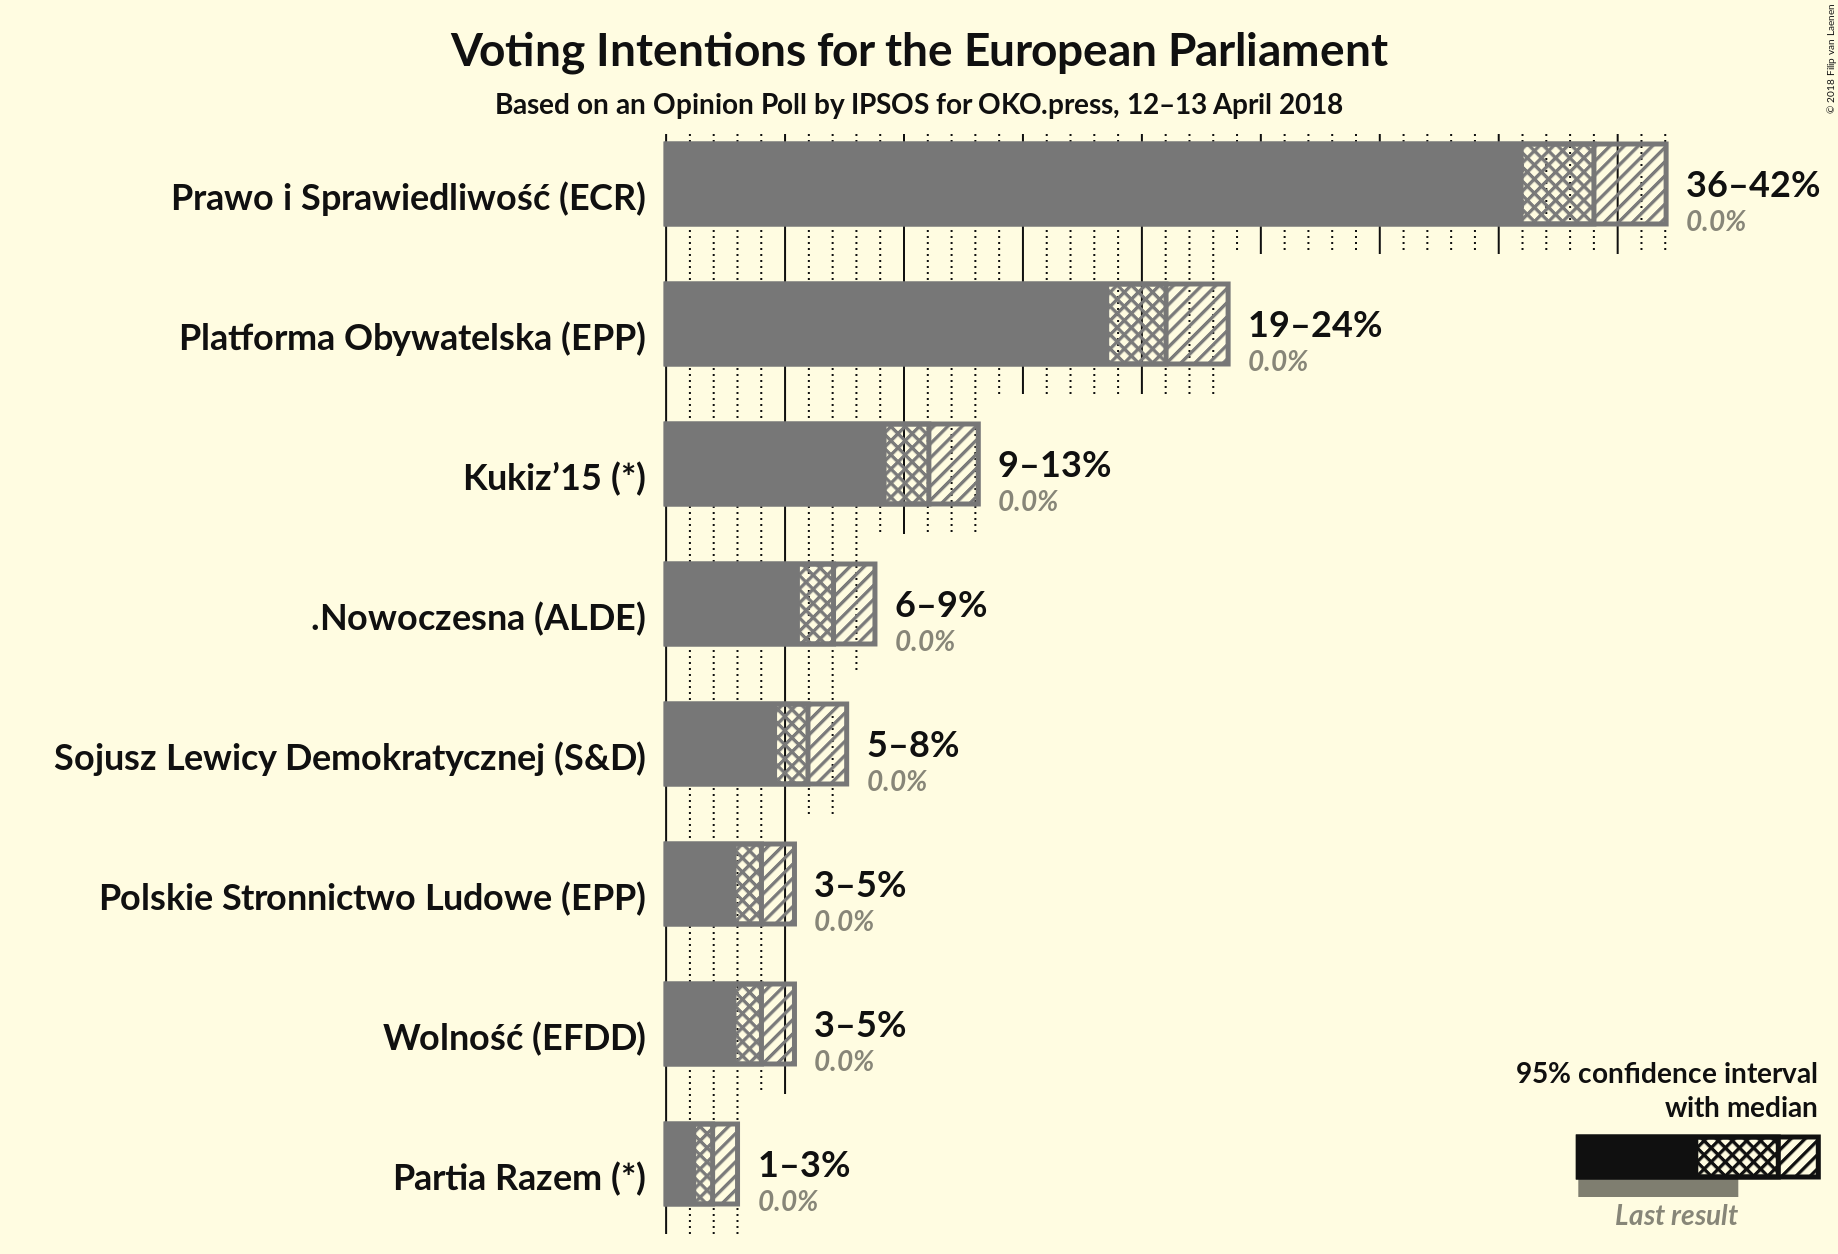 Voting Intentions for the European Parliament
Based on an Opinion Poll by IPSOS for OKO.press, 12–13 April 2018
© 2018 Filip van Laenen
Prawo i Sprawiedliwość (ECR)
36–42%
0.0%
Platforma Obywatelska (EPP)
19–24%
0.0%
Kukiz’15 (*)
9–13%
0.0%
.Nowoczesna (ALDE)
6–9%
0.0%
Sojusz Lewicy Demokratycznej (S&D)
5–8%
0.0%
Polskie Stronnictwo Ludowe (EPP)
3–5%
0.0%
Wolność (EFDD)
3–5%
0.0%
Partia Razem (*)
1–3%
0.0%
95% confidence interval
with median
Last result